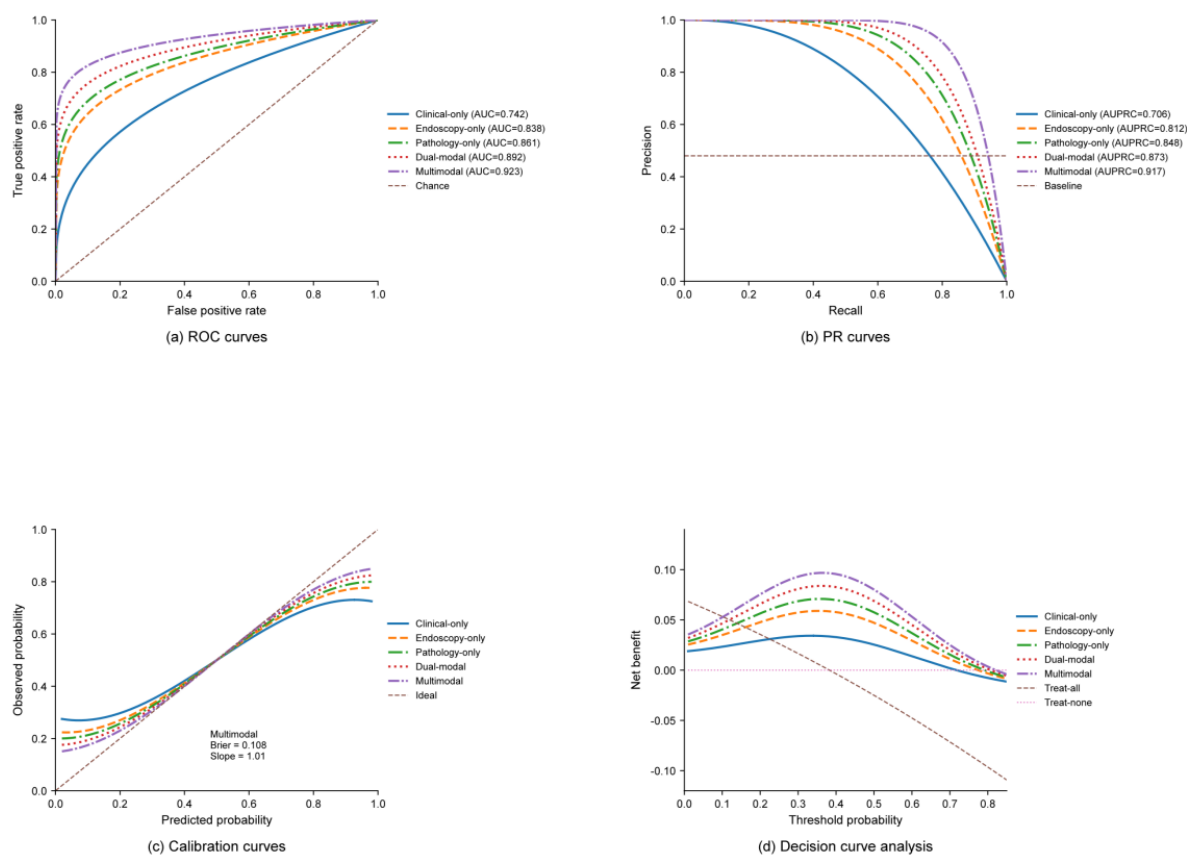 1.0
0.8
0.6
0.4
0.2
0.0
True positive rate
0.0 0.2 0.4 0.6 0.8 1.0
False positive rate
Clinical-only (AUC=0.742)
Endoscopy-only (AUC=0.838)
Pathology-only (AUC=0.861)
Dual-modal (AUC=0.892)
Multimodal (AUC=0.923)
Chance
(a) ROC curves
1.0
0.8
0.6
0.4
0.2
0.0
Precision
0.0 0.2 0.4 0.6 0.8 1.0
Recall
Clinical-only (AUPRC=0.706)
Endoscopy-only (AUPRC=0.812)
Pathology-only (AUPRC=0.848)
Dual-modal (AUPRC=0.873)
Multimodal (AUPRC=0.917)
Baseline
(b) PR curves
1.0
0.8
0.6
0.4
0.2
0.0
Observed probability
0.0 0.2 0.4 0.6 0.8 1.0
Predicted probability
Multimodal
Brier = 0.108
Slope = 1.01
Clinical-only
Endoscopy-only
Pathology-only
Dual-modal
Multimodal
Ideal
(c) Calibration curves
0.10
0.05
0.00
-0.05
-0.10
Net benefit
0.0 0.1 0.2 0.3 0.4 0.5 0.6 0.7 0.8
Threshold probability
Clinical-only
Endoscopy-only
Pathology-only
Dual-modal
Multimodal
Treat-all
Treat-none
(d) Decision curve analysis